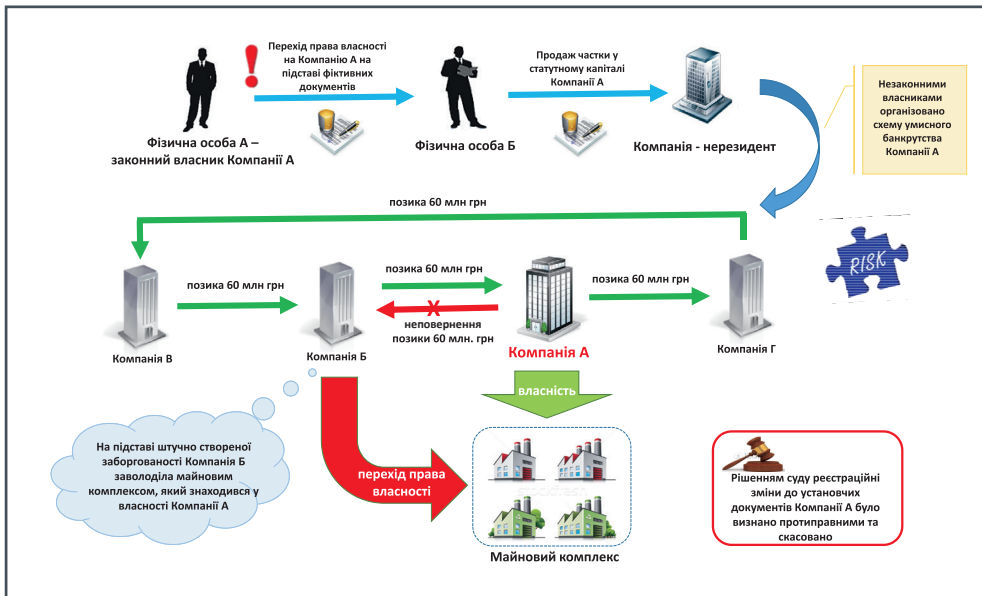 Перехід права власності
на Компанію А на
підставі фіктивних
документів
Продаж частки у
статутному капіталі
Компанії А
Незаконними
власниками
організовано
схему умисного
банкрутства
Компанії А
Фізична особа А –
законний власник Компанії А
Фізична особа Б
Компанія - нерезидент
позика 60 млн грн
RISK
позика 60 млн грн
позика 60 млн грн
позика 60 млн грн
X
неповернення
позики 60 млн. грн
Компанія В
Компанія Б
Компанія А
Компанія Г
власність
На підставі штучно створеної
заборгованості Компанія Б
заволоділа майновим
комплексом, який знаходився у
власності Компанії А
перехід права
власності
Рішенням суду реєстраційні
зміни до установчих
документів Компанії А було
визнано протиправними та
скасовано
Майновий комплекс